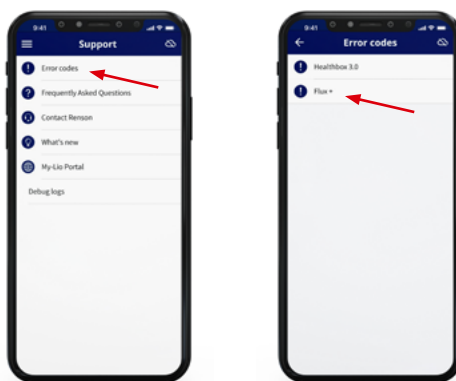 9:41
Support
Error codes
Frequently Asked Questions
Contact Renson
What's new
My-Lio Portal
Debug logs
9:41
Error codes
Healthbox 3.0
Flux +